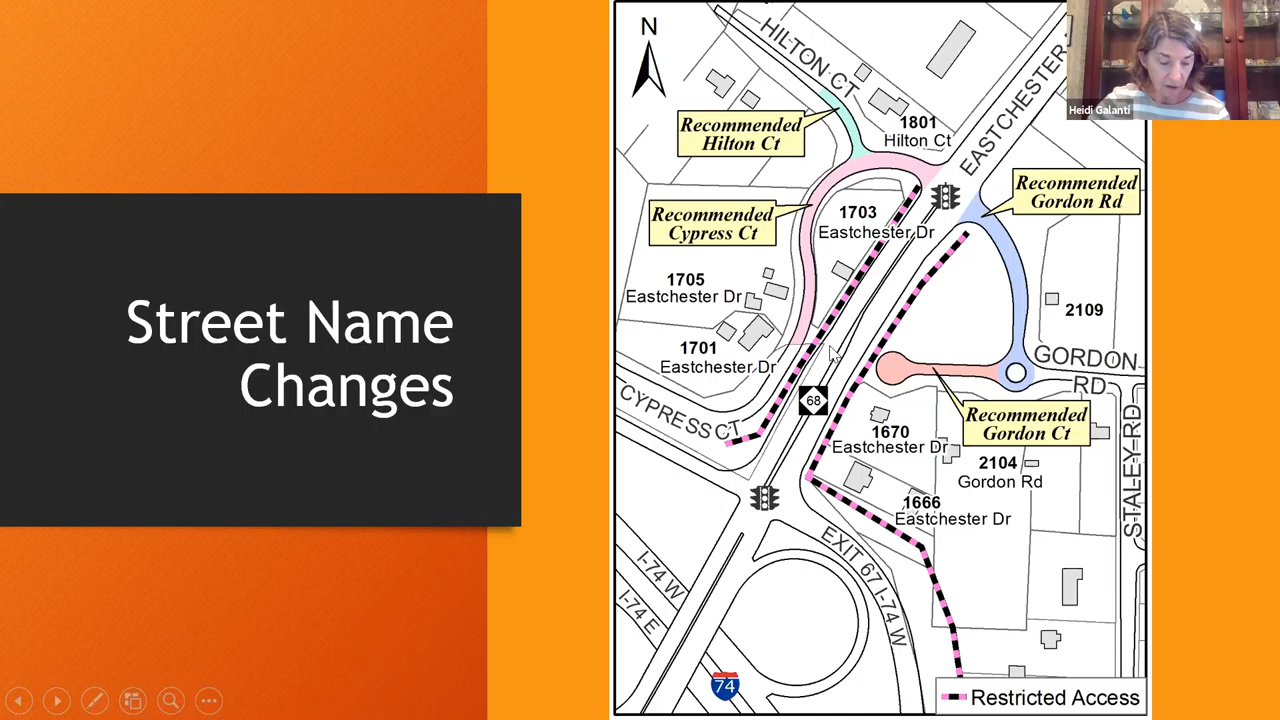 Street Name
Changes
N
HILTON CT
EASTCHESTER
Heidi Galanti
Recommended
Hilton Ct
1801
Hilton Ct
Recommended
Gordon Rd
Recommended
Cypress Ct
1703
Eastchester Dr
1705
Eastchester Dr
2109
1701
Eastchester Dr
GORDON
RD
CYPRESS CT
68
Recommended
Gordon Ct
1670
Eastchester Dr
2104
Gordon Rd
STALEY RD
1666
Eastchester Dr
EXIT 67 I-74 W
I-74 W
I-74 E
74
Restricted Access